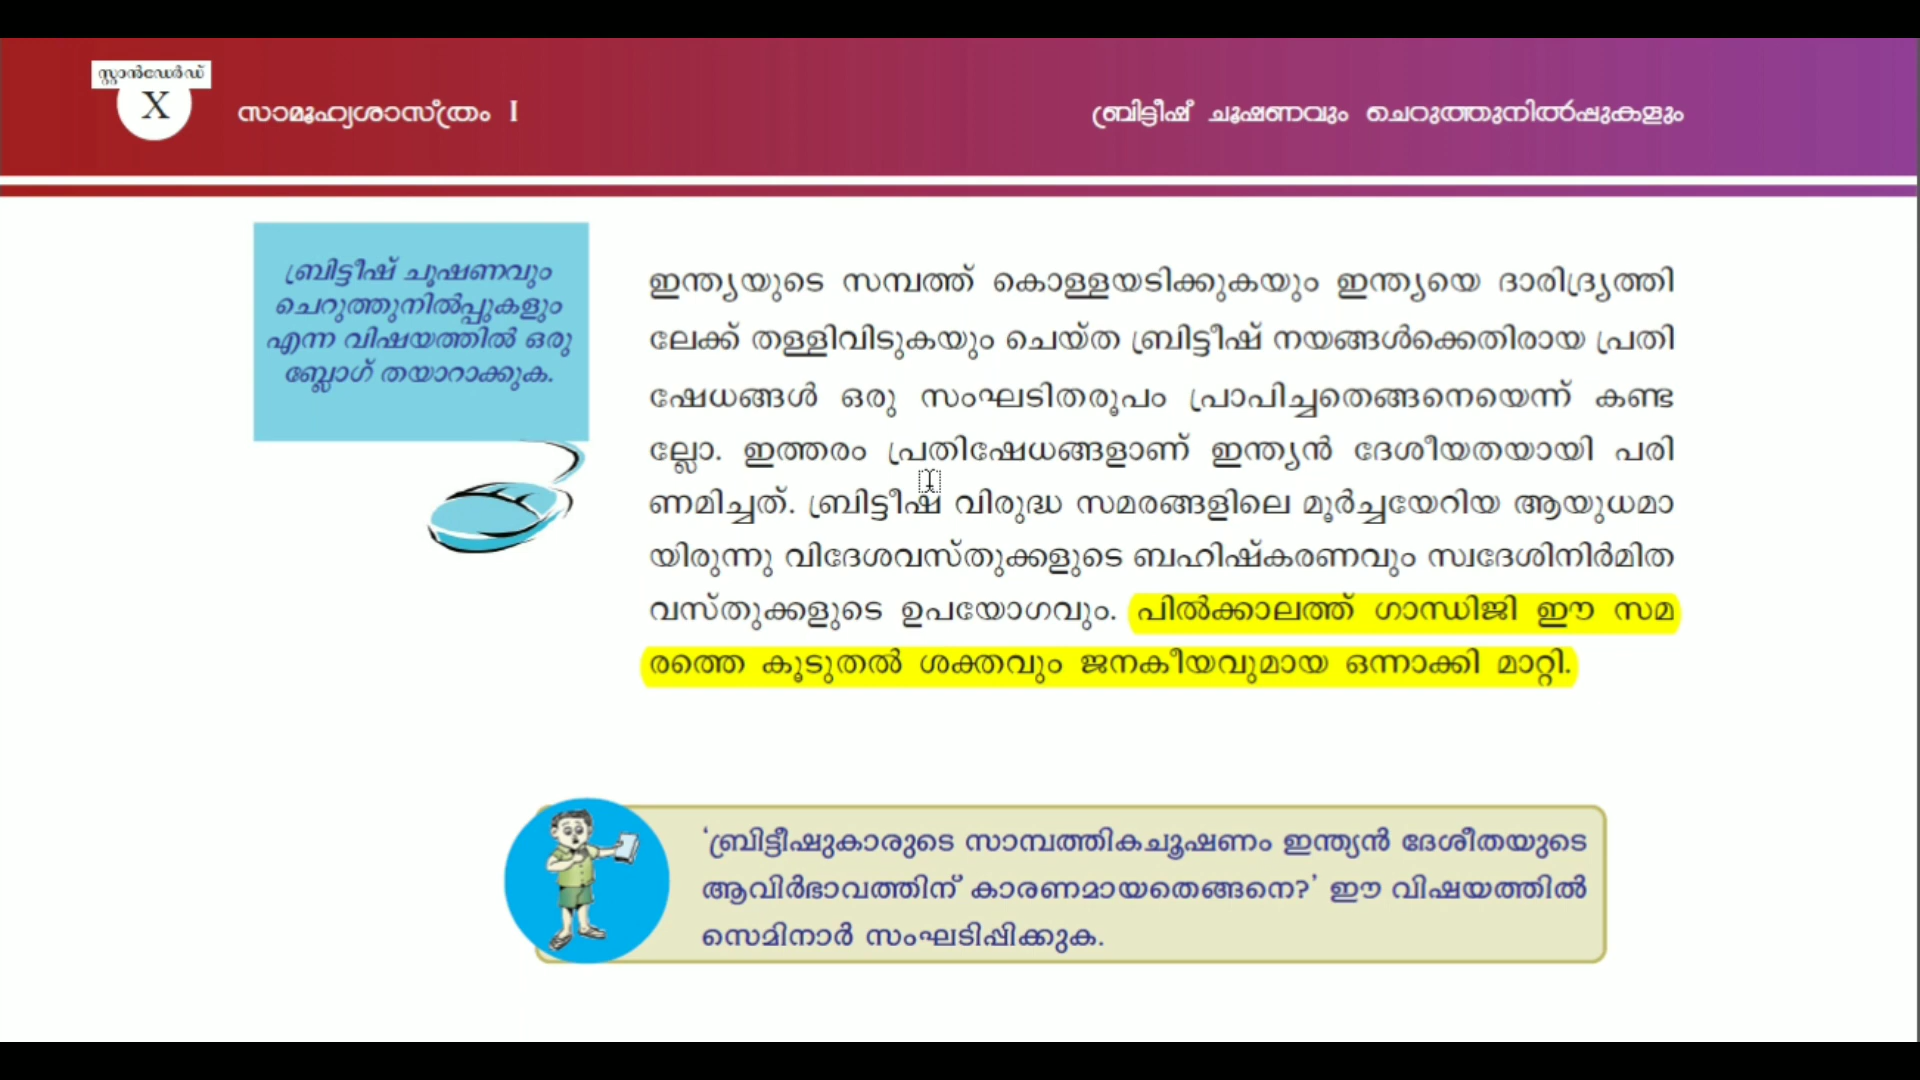 സ്റ്റാൻഡേർഡ്
X
സാമൂഹ്യശാസ്ത്രം I
ബ്രിട്ടീഷ് ചൂഷണവും ചെറുത്തുനിൽപ്പുകളും
ബ്രിട്ടീഷ് ചൂഷണവും
ചെറുത്തുനിൽപ്പുകളും
എന്ന വിഷയത്തിൽ ഒരു
ബ്ലോഗ് തയാറാക്കുക.
ഇന്ത്യയുടെ സമ്പത്ത് കൊള്ളയടിക്കുകയും ഇന്ത്യയെ ദാരിദ്ര്യത്തി
ലേക്ക് തള്ളിവിടുകയും ചെയ്ത ബ്രിട്ടീഷ് നയങ്ങൾക്കെതിരായ പ്രതി
ഷേധങ്ങൾ ഒരു സംഘടിതരൂപം പ്രാപിച്ചതെങ്ങനെയെന്ന് കണ്ട
ല്ലോ. ഇത്തരം പ്രതിഷേധങ്ങളാണ് ഇന്ത്യൻ ദേശീയതയായി പരി
ണമിച്ചത്. ബ്രിട്ടീഷ് വിരുദ്ധ സമരങ്ങളിലെ മൂർച്ചയേറിയ ആയുധമാ
യിരുന്നു വിദേശവസ്തുക്കളുടെ ബഹിഷ്കരണവും സ്വദേശിനിർമിത
വസ്തുക്കളുടെ ഉപയോഗവും. പിൽക്കാലത്ത് ഗാന്ധിജി ഈ സമ
രത്തെ കൂടുതൽ ശക്തവും ജനകീയവുമായ ഒന്നാക്കി മാറ്റി.
‘ബ്രിട്ടീഷുകാരുടെ സാമ്പത്തികചൂഷണം ഇന്ത്യൻ ദേശീതയുടെ
ആവിർഭാവത്തിന് കാരണമായതെങ്ങനെ?’ ഈ വിഷയത്തിൽ
സെമിനാർ സംഘടിപ്പിക്കുക.